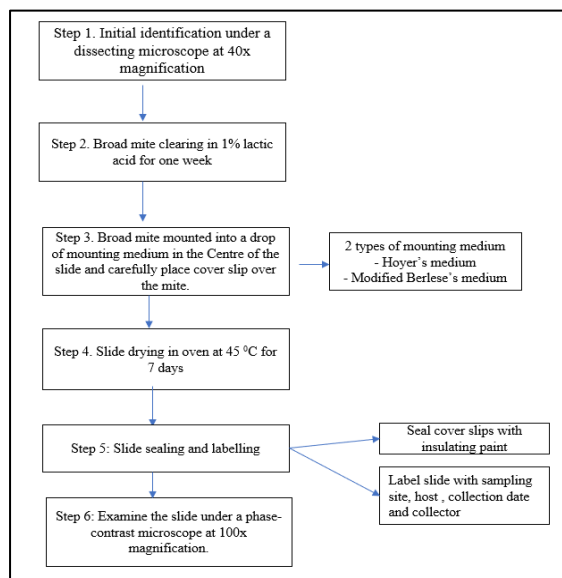 Step 1. Initial identification under a
dissecting microscope at 40x
magnification
Step 2. Broad mite clearing in 1% lactic
acid for one week
Step 3. Broad mite mounted into a drop
of mounting medium in the Centre of the
slide and carefully place cover slip over
the mite.
2 types of mounting medium
- Hoyer's medium
- Modified Berlese's medium
Step 4. Slide drying in oven at 45 ⁰C for
7 days
Step 5: Slide sealing and labelling
Seal cover slips with
insulating paint
Label slide with sampling
site, host , collection date
and collector
Step 6: Examine the slide under a phase-
contrast microscope at 100x
magnification.